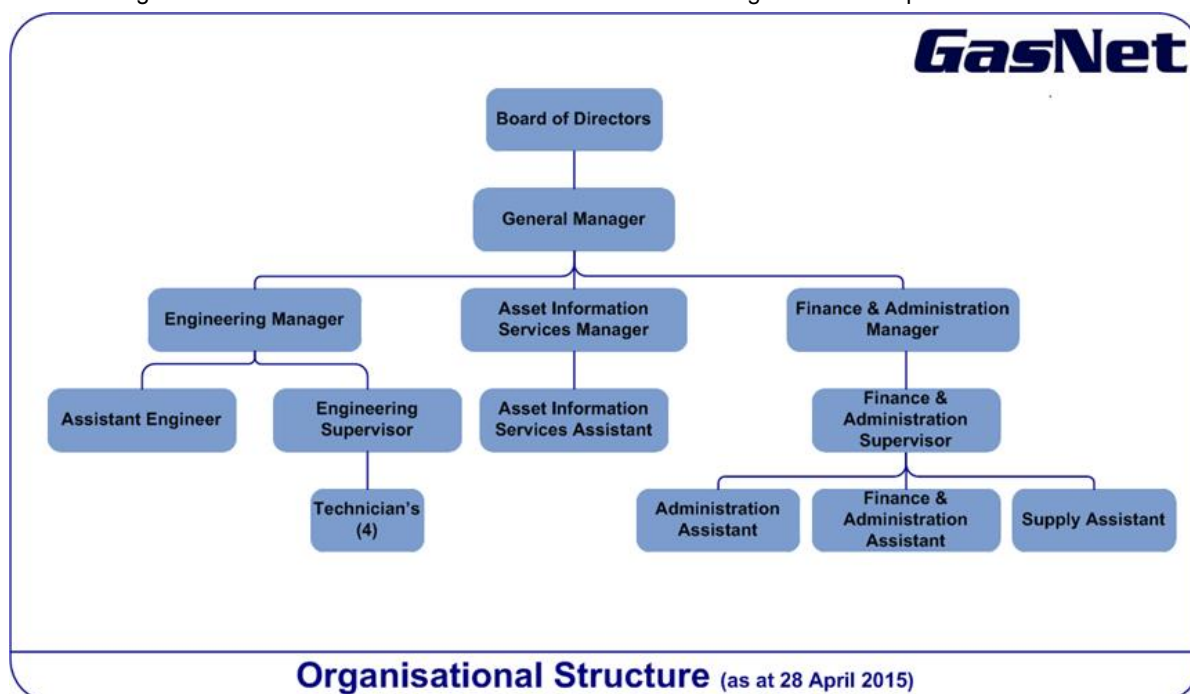 GasNet
Board of Directors
General Manager
Engineering Manager
Asset Information
Services Manager
Finance & Administration
Manager
Assistant Engineer
Engineering
Supervisor
Asset Information
Services Assistant
Finance &
Administration
Supervisor
Technician's
(4)
Administration
Assistant
Finance &
Administration
Assistant
Supply Assistant
Organisational Structure (as at 28 April 2015)